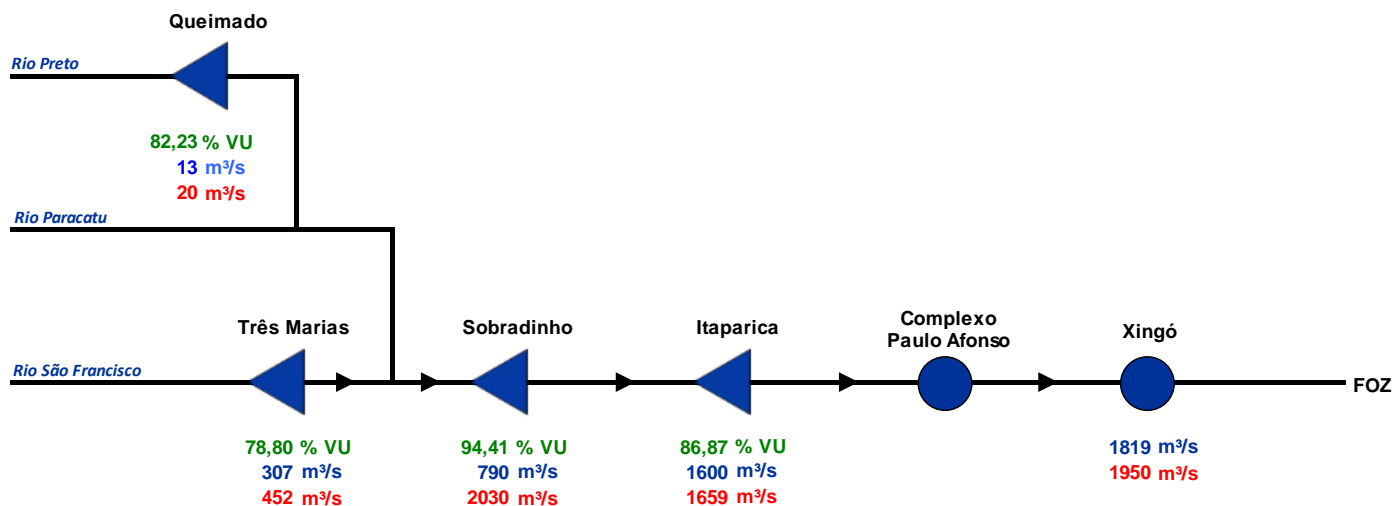 Queimado
Rio Preto
82,23 % VU
13 m³/s
20 m³/s
Rio Paracatu
Três Marias
Sobradinho
Itaparica
Complexo
Paulo Afonso
Xingó
Rio São Francisco
FOZ
78,80 % VU
307 m³/s
452 m³/s
94,41 % VU
790 m³/s
2030 m³/s
86,87 % VU
1600 m³/s
1659 m³/s
1819 m³/s
1950 m³/s